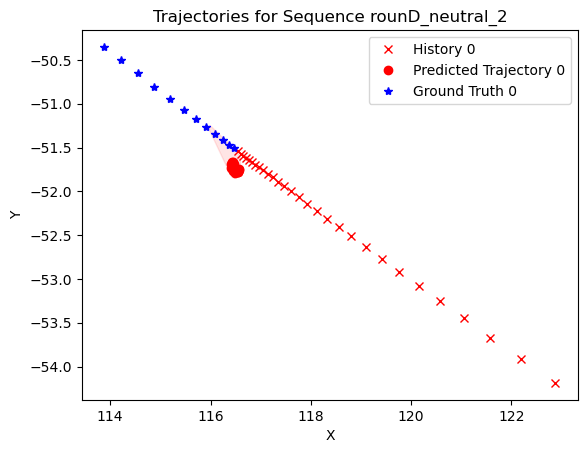 Trajectories for Sequence rounD_neutral_2
History 0
Predicted Trajectory 0
Ground Truth 0
Y
−50.5
−51.0
−51.5
−52.0
−52.5
−53.0
−53.5
−54.0
114 116 118 120 122
X